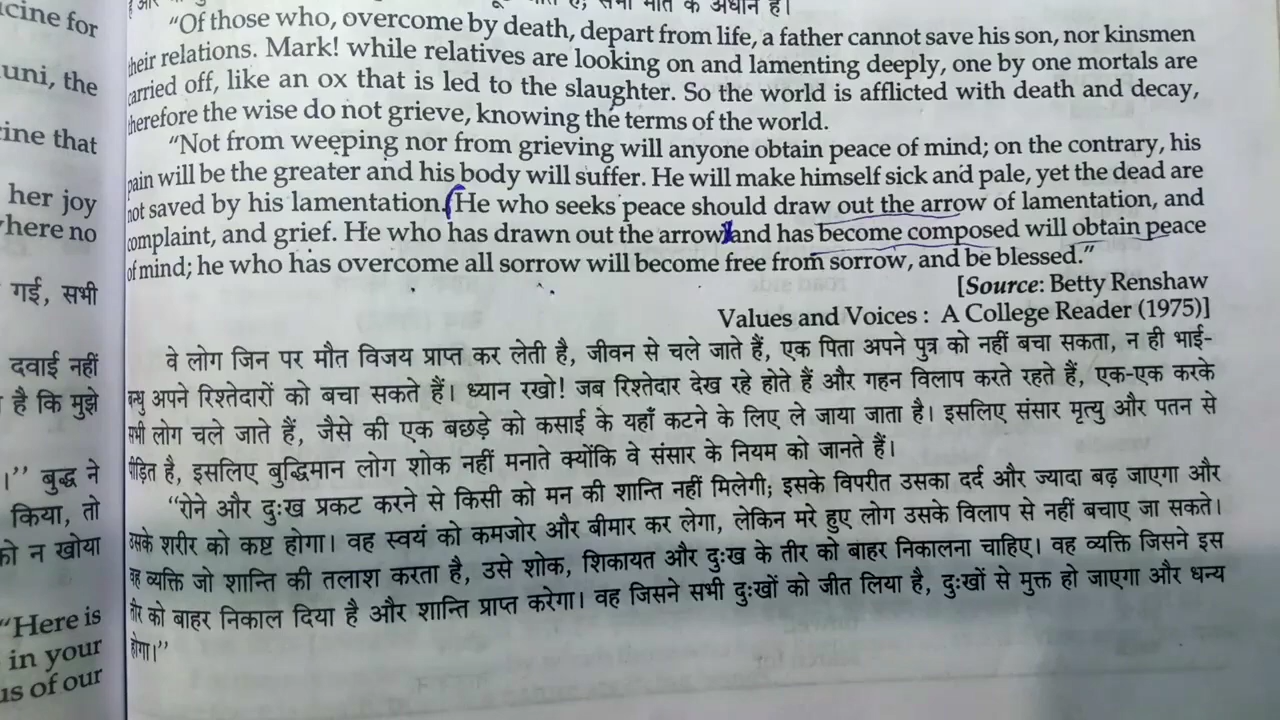 cine for
uni, the
cine that
her joy
where no
गई, सभी
दवाई नहीं
है कि मुझे
।” बुद्ध ने
किया, तो
को न खोया
“Here is
in your
us of our
मौत के अधीन हैं।
“Of those who, overcome by death, depart from life, a father cannot save his son, nor kinsmen
their relations. Mark! while relatives are looking on and lamenting deeply, one by one mortals are
carried off, like an ox that is led to the slaughter. So the world is afflicted with death and decay,
therefore the wise do not grieve, knowing the terms of the world.
“Not from weeping nor from grieving will anyone obtain peace of mind; on the contrary, his
pain will be the greater and his body will suffer. He will make himself sick and pale, yet the dead are
not saved by his lamentation. He who seeks peace should draw out the arrow of lamentation, and
complaint, and grief. He who has drawn out the arrow and has become composed will obtain peace
of mind; he who has overcome all sorrow will become free from sorrow, and be blessed.”
[Source: Betty Renshaw
Values and Voices : A College Reader (1975)]
वे लोग जिन पर मौत विजय प्राप्त कर लेती है, जीवन से चले जाते हैं, एक पिता अपने पुत्र को नहीं बचा सकता, न ही भाई-
बन्धु अपने रिश्तेदारों को बचा सकते हैं। ध्यान रखो! जब रिश्तेदार देख रहे होते हैं और गहन विलाप करते रहते हैं, एक-एक करके
सभी लोग चले जाते हैं, जैसे की एक बछड़े को कसाई के यहाँ कटने के लिए ले जाया जाता है। इसलिए संसार मृत्यु और पतन से
पीड़ित है, इसलिए बुद्धिमान लोग शोक नहीं मनाते क्योंकि वे संसार के नियम को जानते हैं।
“रोने और दुःख प्रकट करने से किसी को मन की शान्ति नहीं मिलेगी; इसके विपरीत उसका दर्द और ज्यादा बढ़ जाएगा और
उसके शरीर को कष्ट होगा। वह स्वयं को कमजोर और बीमार कर लेगा, लेकिन मरे हुए लोग उसके विलाप से नहीं बचाए जा सकते।
वह व्यक्ति जो शान्ति की तलाश करता है, उसे शोक, शिकायत और दुःख के तीर को बाहर निकालना चाहिए। वह व्यक्ति जिसने इस
तीर को बाहर निकाल दिया है और शान्ति प्राप्त करेगा। वह जिसने सभी दुःखों को जीत लिया है, दुःखों से मुक्त हो जाएगा और धन्य
होगा।”